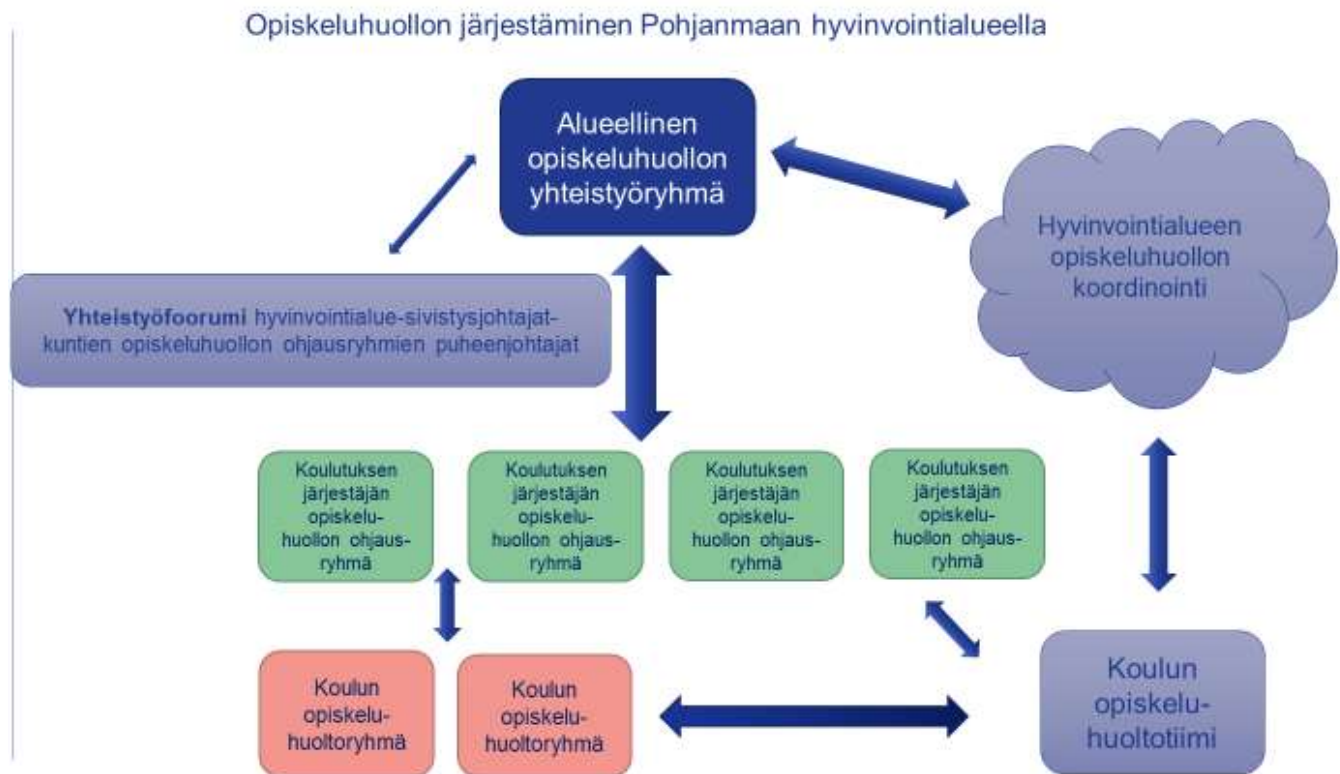 Opiskeluhuollon järjestäminen Pohjanmaan hyvinvointialueella
Alueellinen
opiskeluhuollon
yhteistyöryhmä
Hyvinvointialueen
opiskeluhuollon
koordinointi
Yhteistyöfoorumi hyvinvointialue-sivistysjohtajat-
kuntien opiskeluhuollon ohjausryhmien puheenjohtajat
Koulutuksen
järjestäjän
opiskelu-
huollon ohjaus-
ryhmä
Koulutuksen
järjestäjän
opiskelu-
huollon ohjaus-
ryhmä
Koulutuksen
järjestäjän
opiskelu-
huollon ohjaus-
ryhmä
Koulutuksen
järjestäjän
opiskelu-
huollon ohjaus-
ryhmä
Koulun
opiskelu-
huoltoryhmä
Koulun
opiskelu-
huoltoryhmä
Koulun
opiskelu-
huoltotiimi